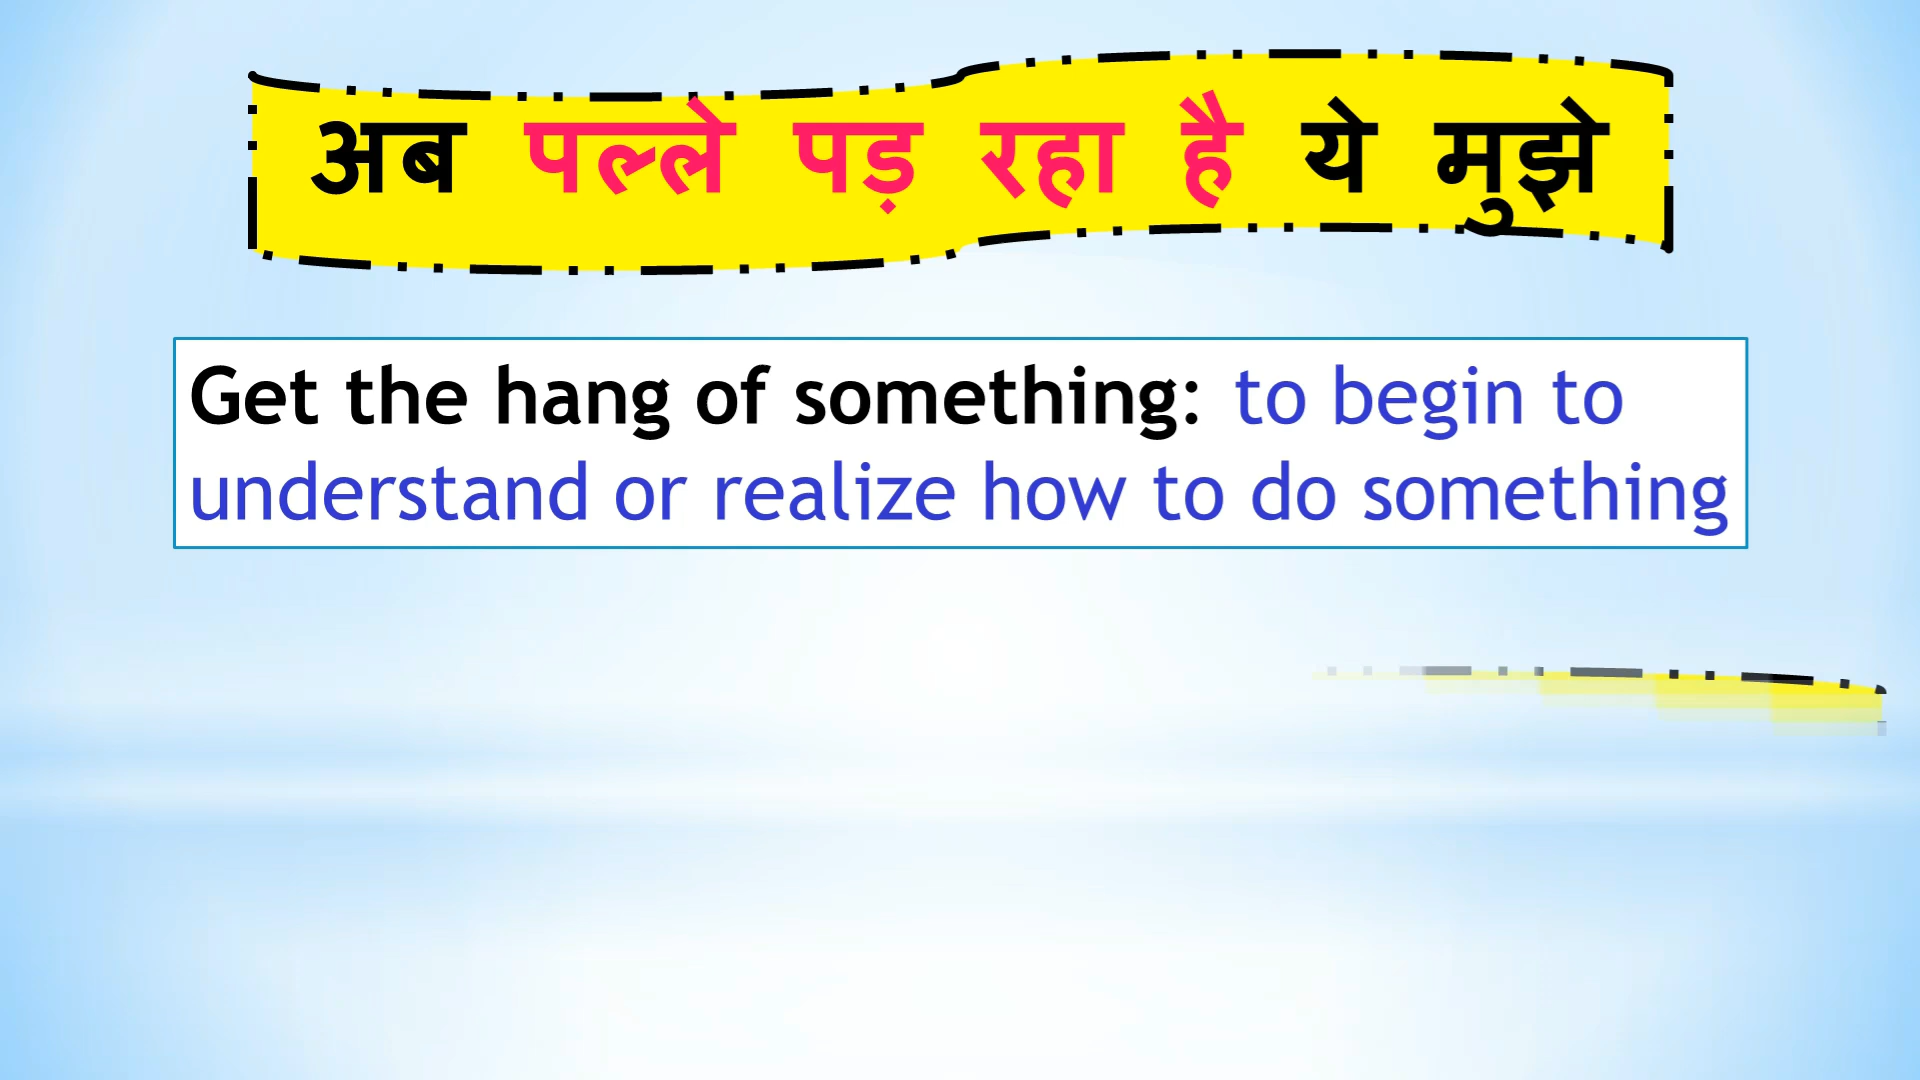 अब पल्ले पड़ रहा है ये मुझे
Get the hang of something: to begin to
understand or realize how to do something